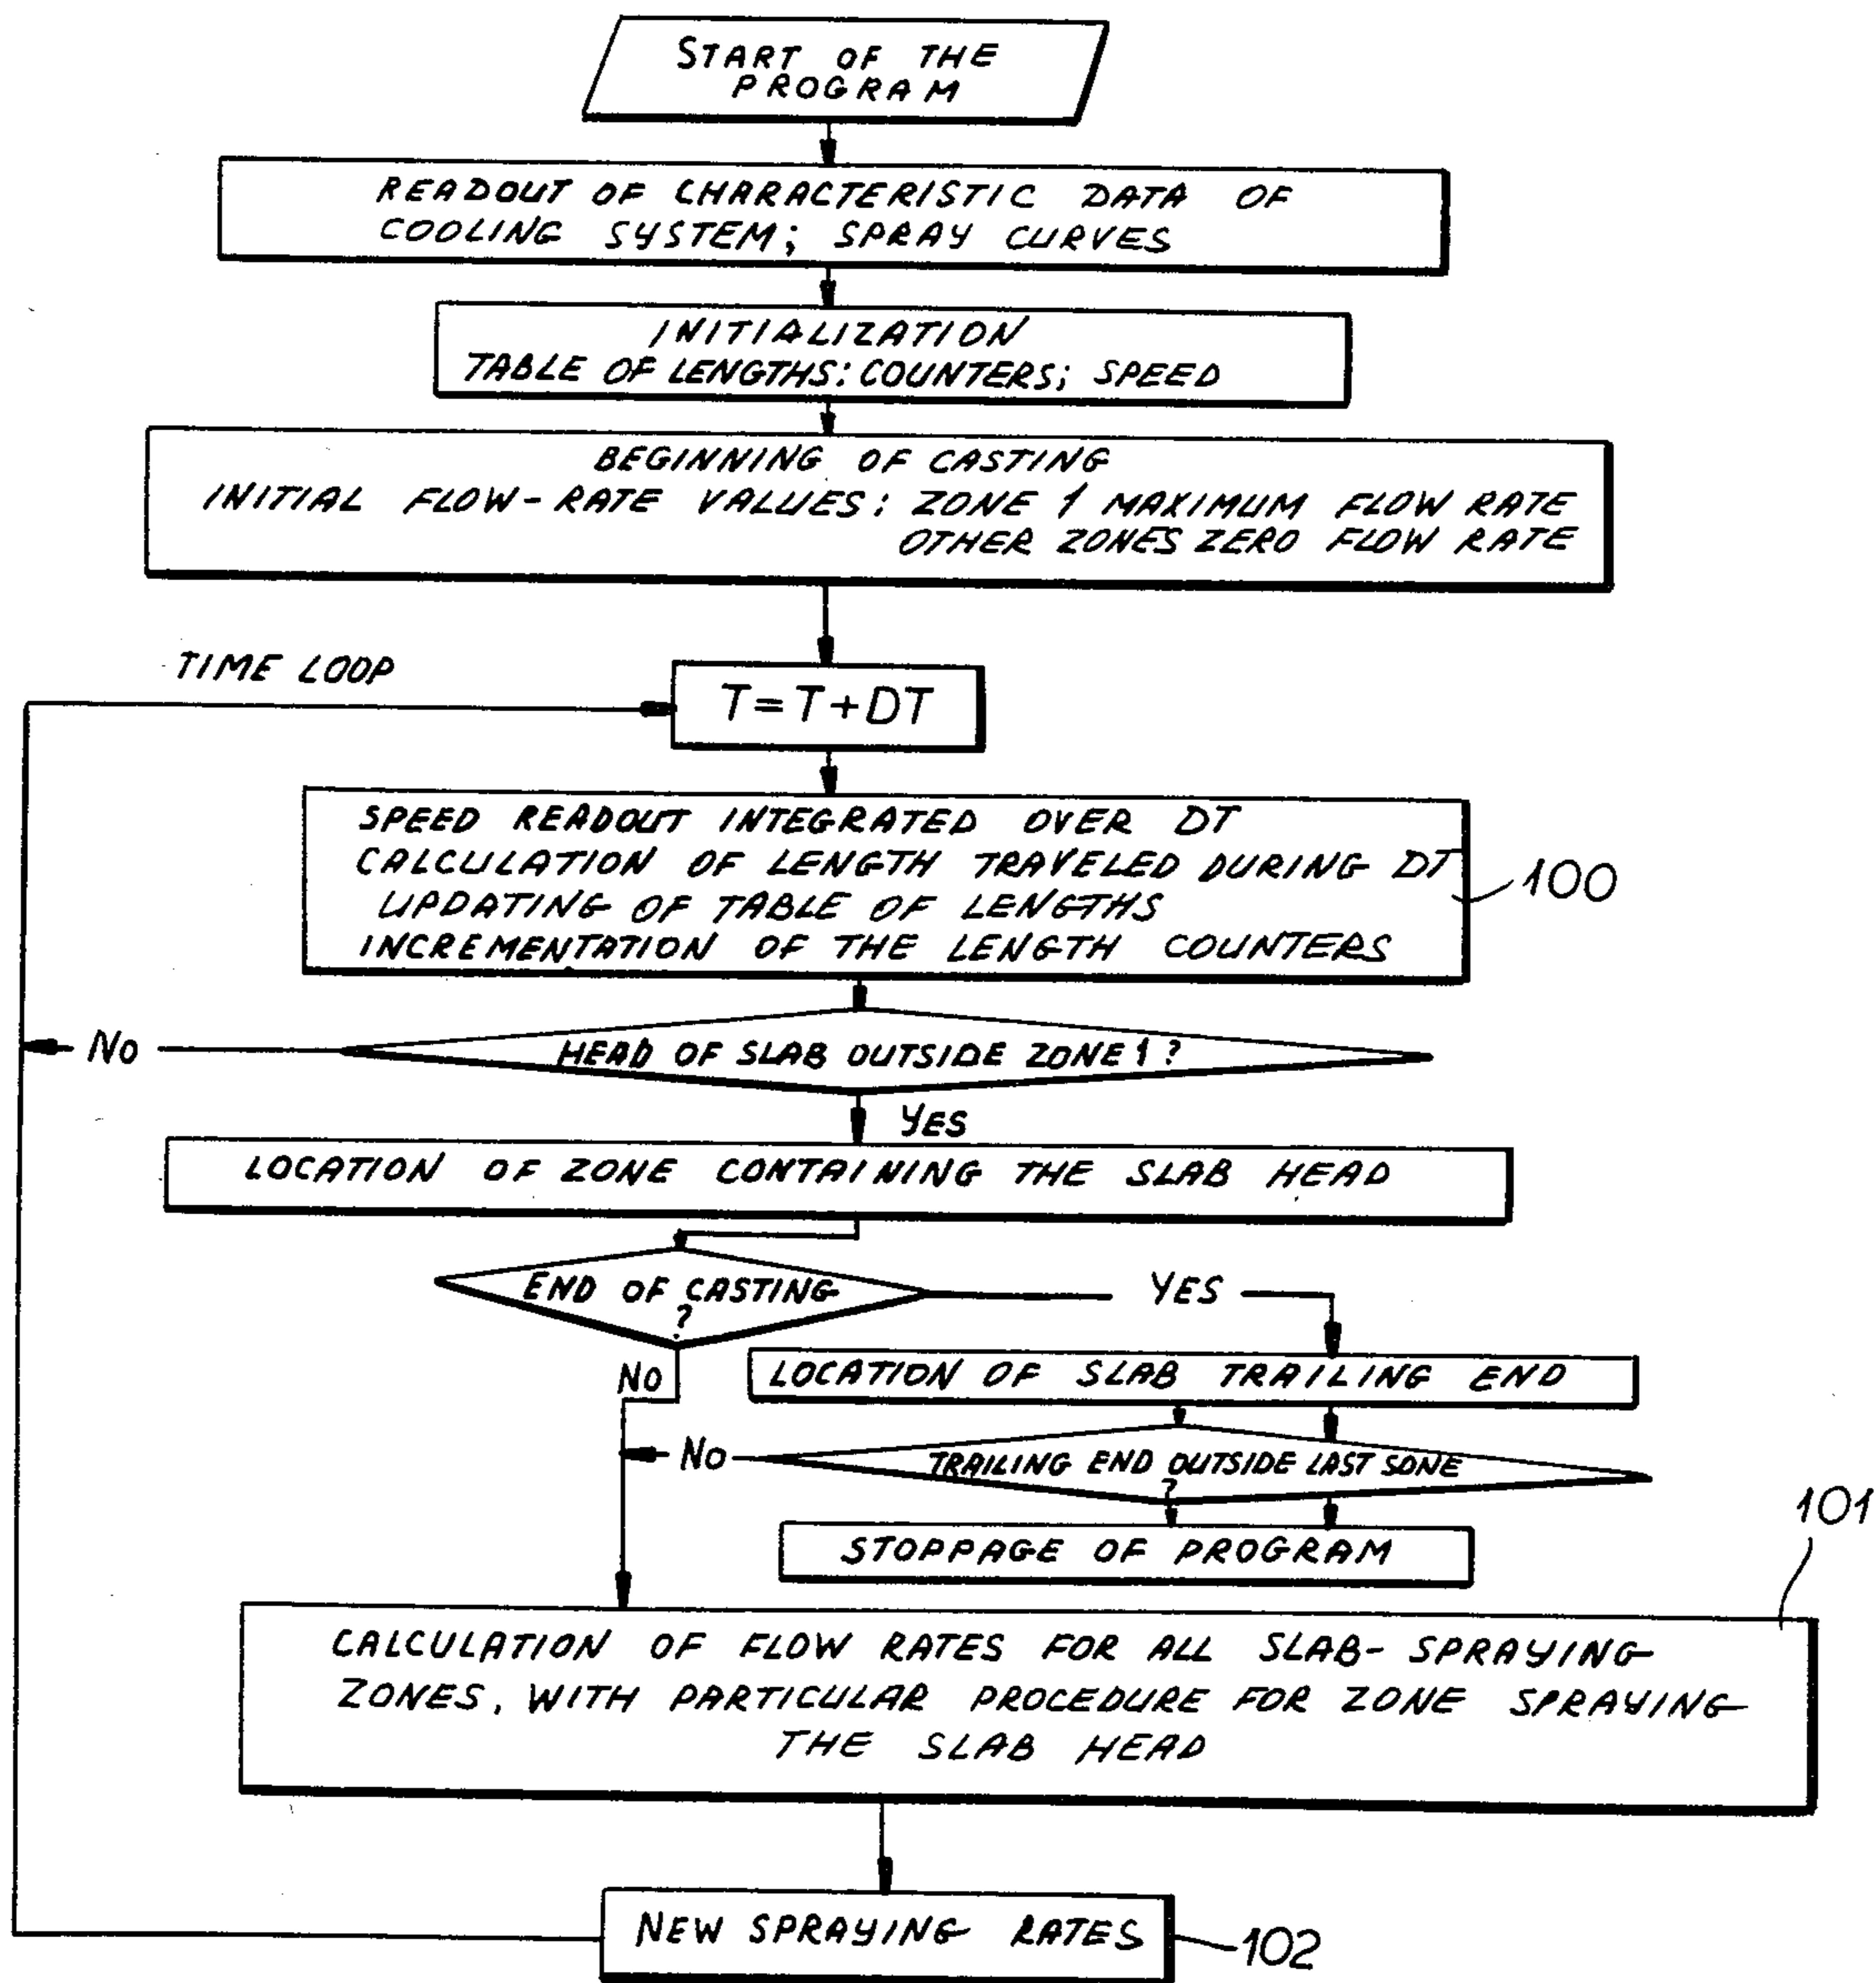 START OF THE
PROGRAM
READOUT OF CHARACTERISTIC DATA OF
COOLING SYSTEM; SPRAY CURVES
INITIALIZATION
TABLE OF LENGTHS: COUNTERS; SPEED
BEGINNING OF CASTING
INITIAL FLOW-RATE VALUES: ZONE 1 MAXIMUM FLOW RATE
OTHER ZONES ZERO FLOW RATE
TIME LOOP
T=T+DT
SPEED READOUT INTEGRATED OVER DT
CALCULATION OF LENGTH TRAVELED DURING DT
UPDATING OF TABLE OF LENGTHS
INCREMENTATION OF THE LENGTH COUNTERS
100
NO
HEAD OF SLAB OUTSIDE ZONE 1?
YES
LOCATION OF ZONE CONTAINING THE SLAB HEAD
END OF CASTING
?
YES
NO
LOCATION OF SLAB TRAILING END
NO
TRAILING END OUTSIDE LAST SONE
?
STOPPAGE OF PROGRAM
101
CALCULATION OF FLOW RATES FOR ALL SLAB-SPRAYING
ZONES, WITH PARTICULAR PROCEDURE FOR ZONE SPRAYING
THE SLAB HEAD
NEW SPRAYING RATES
102